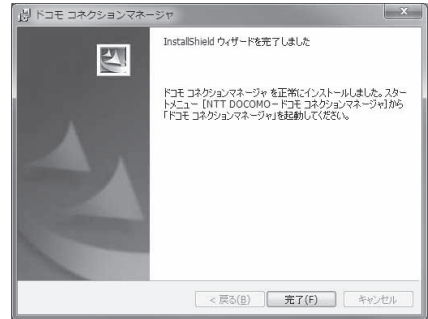 ドコモ コネクションマネージャ
InstallShield ウィザードを完了しました
ドコモ コネクションマネージャ を正常にインストールしました。スター
トメニュー [NTT DOCOMO－ドコモ コネクションマネージャ]から
「ドコモ コネクションマネージャ」を起動してください。
< 戻る(B)
完了(F)
キャンセル